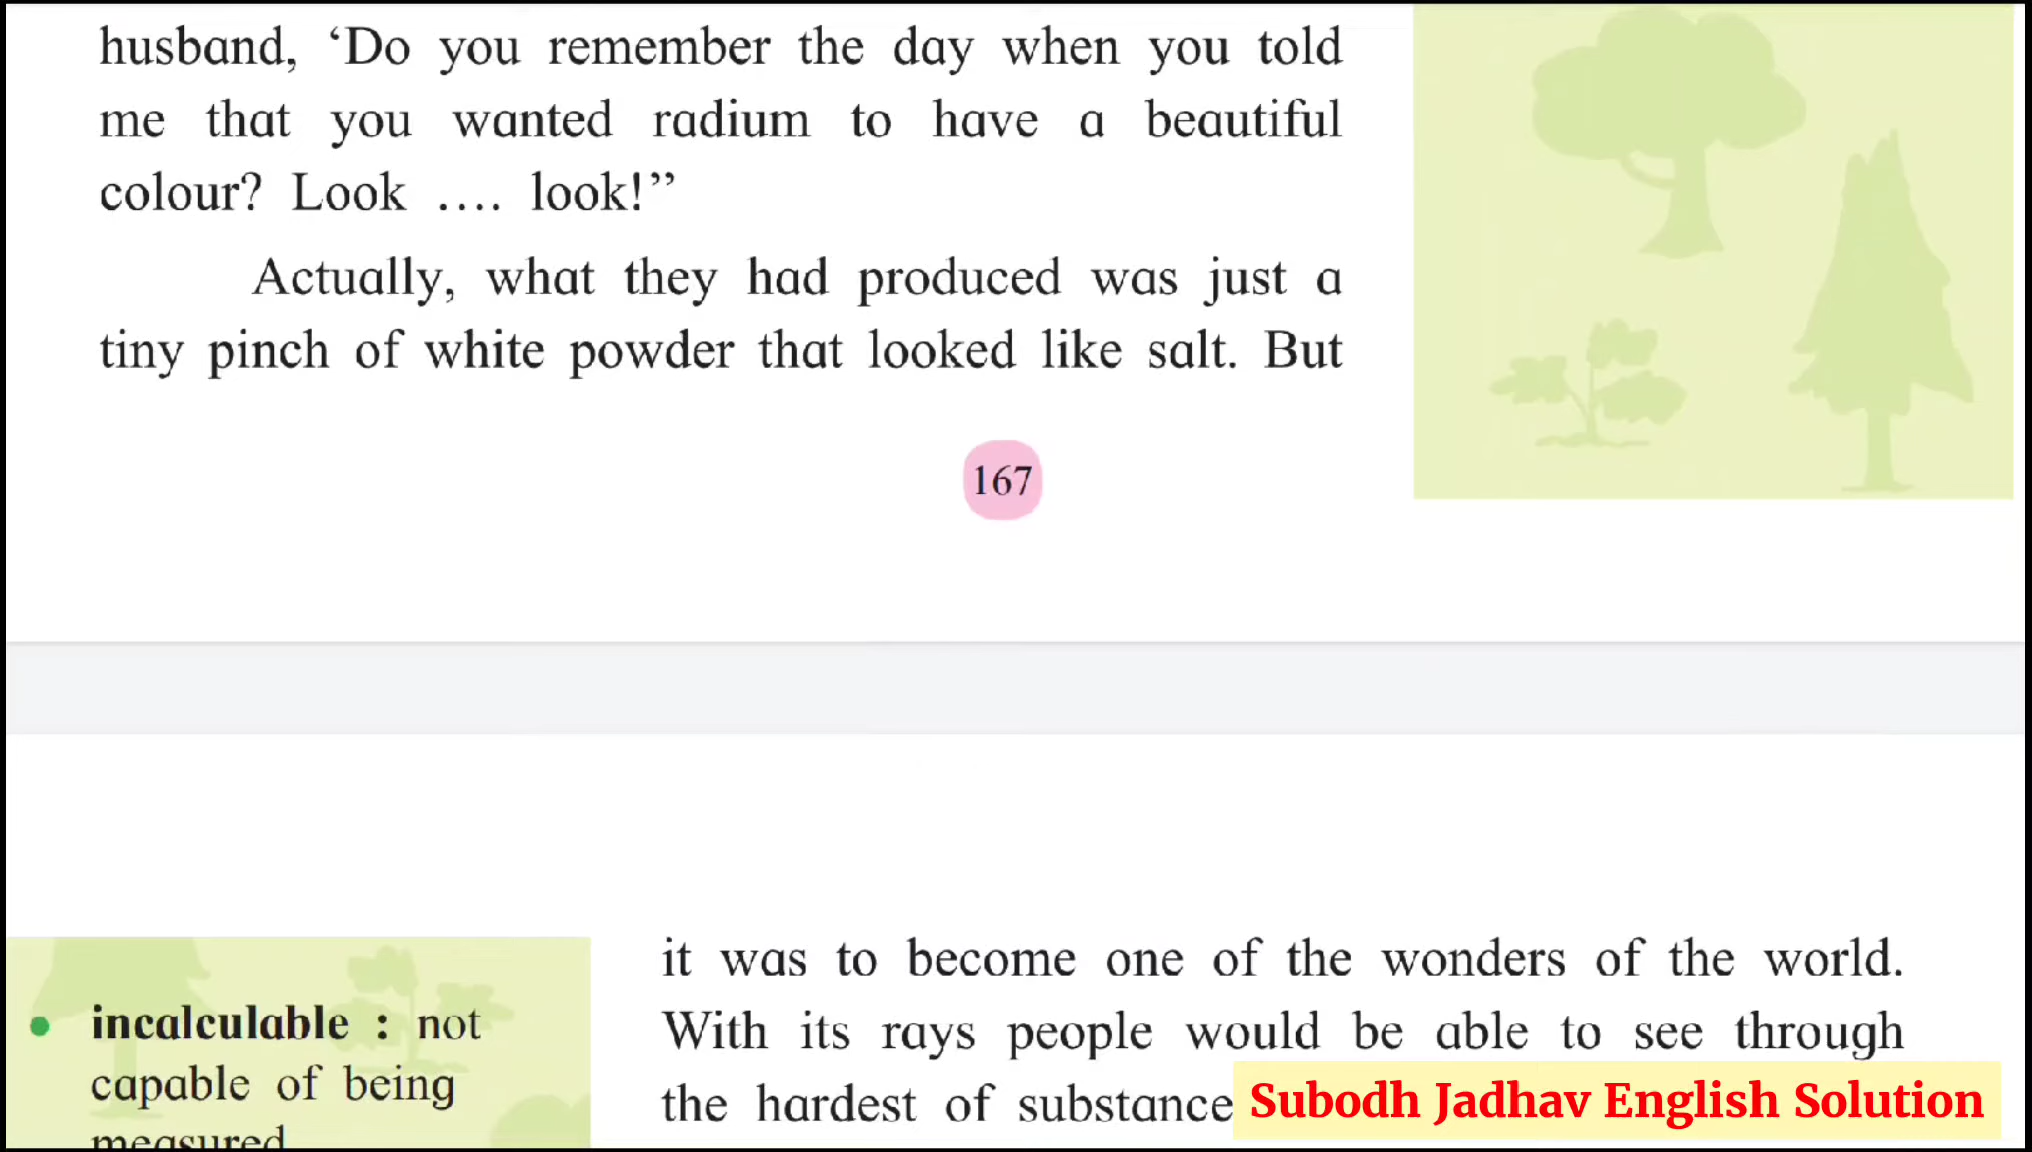 husband, ‘Do you remember the day when you told
me that you wanted radium to have a beautiful
colour? Look .... look!”
Actually, what they had produced was just a
tiny pinch of white powder that looked like salt. But
167
incalculable : not
capable of being
measured
it was to become one of the wonders of the world.
With its rays people would be able to see through
the hardest of substance
Subodh Jadhav English Solution